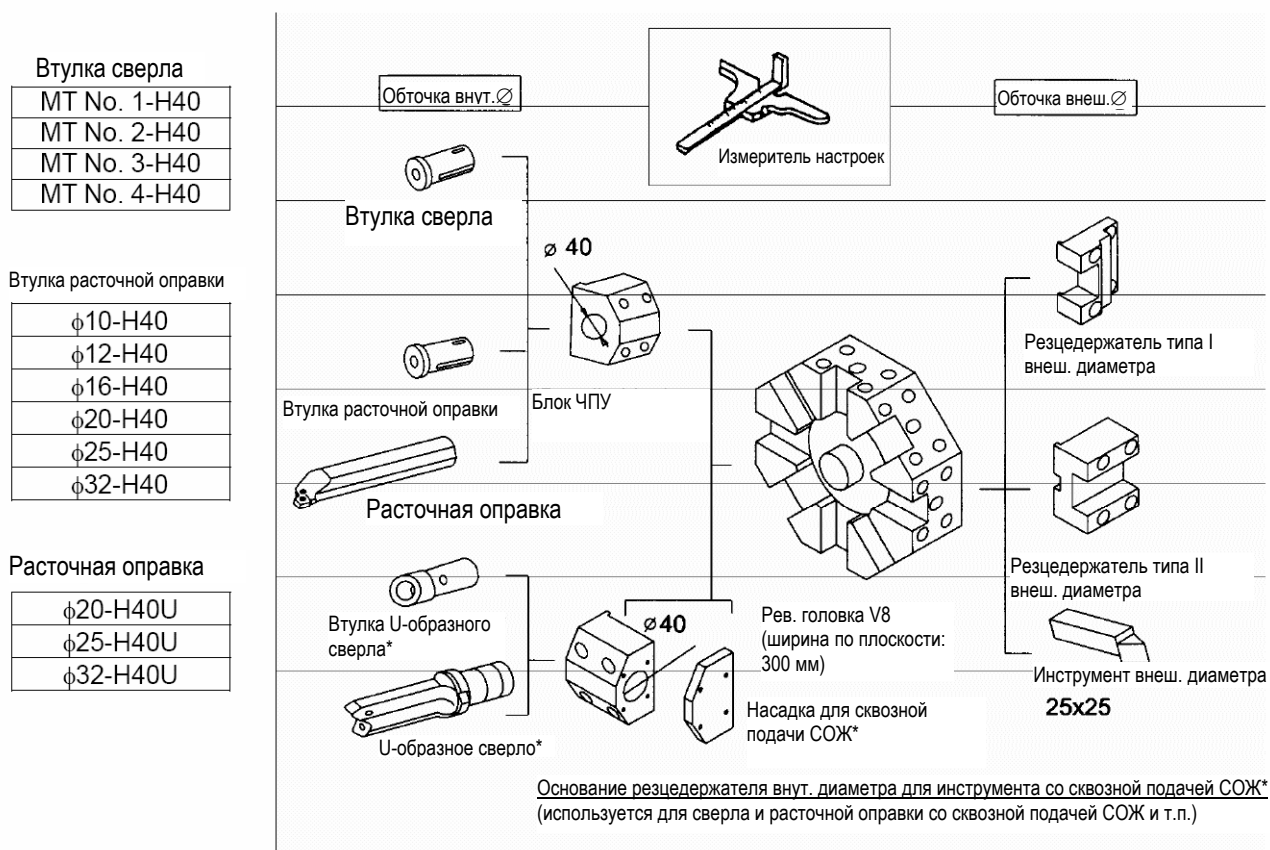 Втулка сверла
MT No. 1-H40
MT No. 2-H40
MT No. 3-H40
MT No. 4-H40
Втулка расточной оправки
ϕ10-H40
ϕ12-H40
ϕ16-H40
ϕ20-H40
ϕ25-H40
ϕ32-H40
Расточная оправка
ϕ20-H40U
ϕ25-H40U
ϕ32-H40U
Обточка внут.∅
Измеритель настроек
Обточка внеш.∅
Втулка сверла
∅ 40
Втулка расточной оправки
Блок ЧПУ
Расточная оправка
Втулка U-образного
сверла*
U-образное сверло*
∅40
Рев. головка V8
(ширина по плоскости:
300 мм)
Насадка для сквозной
подачи СОЖ*
Резцедержатель типа I
внеш. диаметра
Резцедержатель типа II
внеш. диаметра
Инструмент внеш. диаметра
25x25
Основание резцедержателя внут. диаметра для инструмента со сквозной подачей СОЖ*
(используется для сверла и расточной оправки со сквозной подачей СОЖ и т.п.)